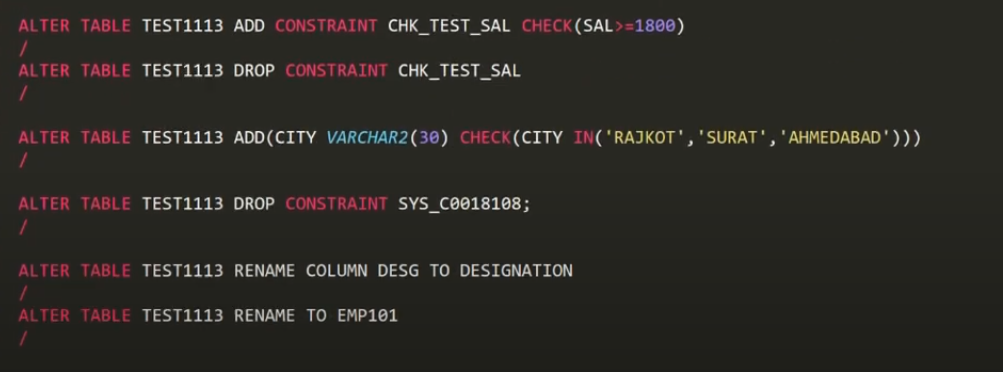 ALTER TABLE TEST1113 ADD CONSTRAINT CHK_TEST_SAL CHECK(SAL>=1800)
/
ALTER TABLE TEST1113 DROP CONSTRAINT CHK_TEST_SAL
/
ALTER TABLE TEST1113 ADD(CITY VARCHAR2(30) CHECK(CITY IN('RAJKOT','SURAT','AHMEDABAD')))
/
ALTER TABLE TEST1113 DROP CONSTRAINT SYS_C0018108;
/
ALTER TABLE TEST1113 RENAME COLUMN DESG TO DESIGNATION
/
ALTER TABLE TEST1113 RENAME TO EMP101
/